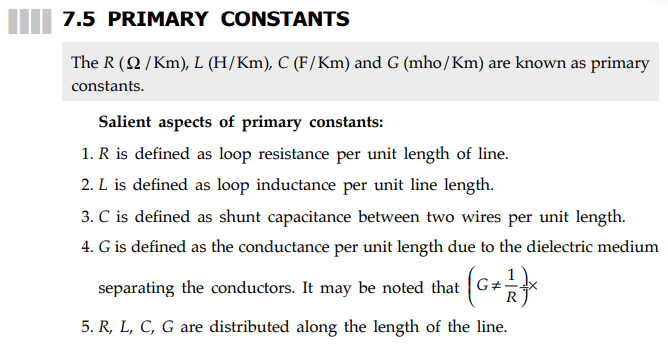 7.5 PRIMARY CONSTANTS
The R (Ω /Km), L (H/Km), C (F/Km) and G (mho/Km) are known as primary
constants.
Salient aspects of primary constants:
1. R is defined as loop resistance per unit length of line.
2. L is defined as loop inductance per unit line length.
3. C is defined as shunt capacitance between two wires per unit length.
4. G is defined as the conductance per unit length due to the dielectric medium
separating the conductors. It may be noted that (G ≠ 1/R ÷)×
5. R, L, C, G are distributed along the length of the line.